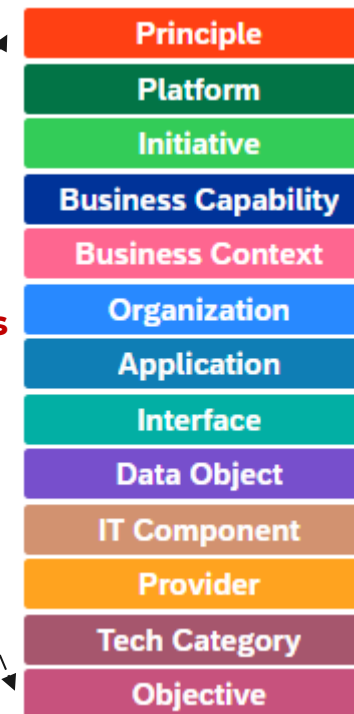 Principle
Platform
Initiative
Business Capability
Business Context
Organization
s
Application
Interface
Data Object
IT Component
Provider
Tech Category
Objective